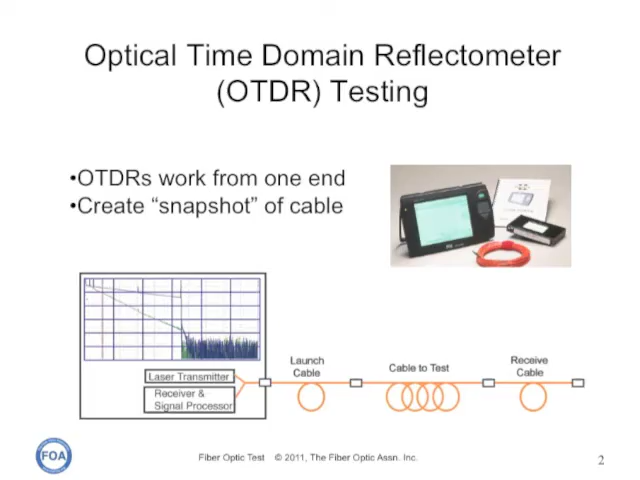 Optical Time Domain Reflectometer
(OTDR) Testing
•OTDRs work from one end
•Create “snapshot” of cable
Launch
Cable
Cable to Test
Receive
Cable
Laser Transmitter
Receiver &
Signal Processor
FOA
Fiber Optic Test © 2011, The Fiber Optic Assn. Inc.
2